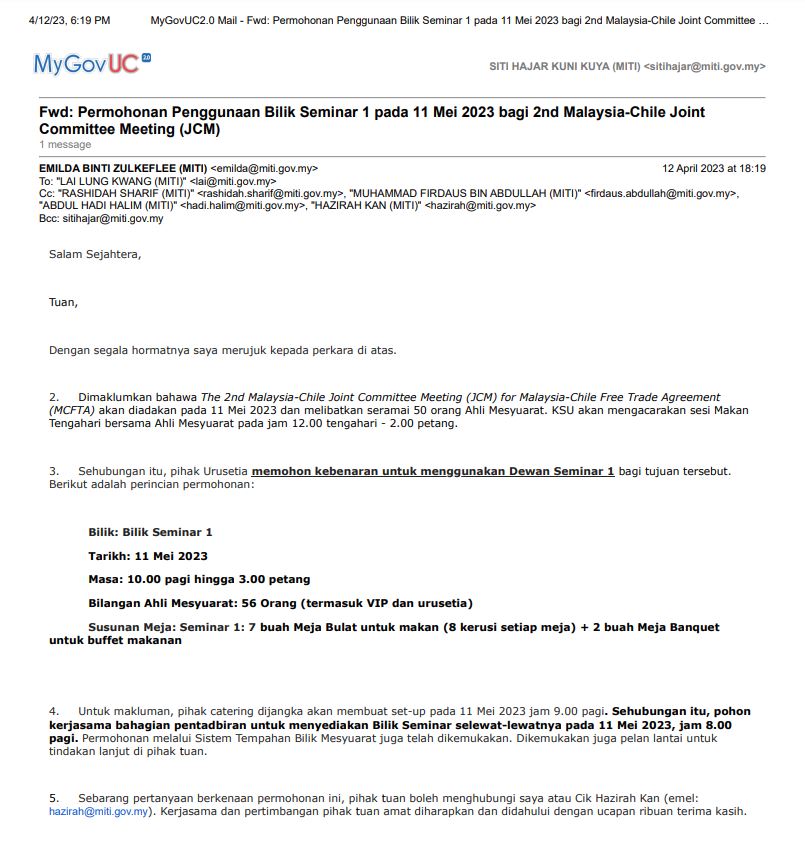 4/12/23, 6:19 PM MyGovUC2.0 Mail - Fwd: Permohonan Penggunaan Bilik Seminar 1 pada 11 Mei 2023 bagi 2nd Malaysia-Chile Joint Committee …
MyGovUC 2.0
SITI HAJAR KUNI KUYA (MITI) <sitihajar@miti.gov.my>
Fwd: Permohonan Penggunaan Bilik Seminar 1 pada 11 Mei 2023 bagi 2nd Malaysia-Chile Joint
Committee Meeting (JCM)
1 message
EMILDA BINTI ZULKEFLEE (MITI) <emilda@miti.gov.my> 12 April 2023 at 18:19
To: "LAI LUNG KWANG (MITI)" <lai@miti.gov.my>
Cc: "RASHIDAH SHARIF (MITI)" <rashidah.sharif@miti.gov.my>, "MUHAMMAD FIRDAUS BIN ABDULLAH (MITI)" <firdaus.abdullah@miti.gov.my>,
"ABDUL HADI HALIM (MITI)" <hadi.halim@miti.gov.my>, "HAZIRAH KAN (MITI)" <hazirah@miti.gov.my>
Bcc: sitihajar@miti.gov.my
Salam Sejahtera,
Tuan,
Dengan segala hormatnya saya merujuk kepada perkara di atas.
2. Dimaklumkan bahawa The 2nd Malaysia-Chile Joint Committee Meeting (JCM) for Malaysia-Chile Free Trade Agreement
(MCFTA) akan diadakan pada 11 Mei 2023 dan melibatkan seramai 50 orang Ahli Mesyuarat. KSU akan mengacarakan sesi Makan
Tengahari bersama Ahli Mesyuarat pada jam 12.00 tengahari - 2.00 petang.
3. Sehubungan itu, pihak Urusetia memohon kebenaran untuk menggunakan Dewan Seminar 1 bagi tujuan tersebut.
Berikut adalah perincian permohonan:
Bilik: Bilik Seminar 1
Tarikh: 11 Mei 2023
Masa: 10.00 pagi hingga 3.00 petang
Bilangan Ahli Mesyuarat: 56 Orang (termasuk VIP dan urusetia)
Susunan Meja: Seminar 1: 7 buah Meja Bulat untuk makan (8 kerusi setiap meja) + 2 buah Meja Banquet
untuk buffet makanan
4. Untuk makluman, pihak catering dijangka akan membuat set-up pada 11 Mei 2023 jam 9.00 pagi. Sehubungan itu, pohon
kerjasama bahagian pentadbiran untuk menyediakan Bilik Seminar selewat-lewatnya pada 11 Mei 2023, jam 8.00
pagi. Permohonan melalui Sistem Tempahan Bilik Mesyuarat juga telah dikemukakan. Dikemukakan juga pelan lantai untuk
tindakan lanjut di pihak tuan.
5. Sebarang pertanyaan berkenaan permohonan ini, pihak tuan boleh menghubungi saya atau Cik Hazirah Kan (emel:
hazirah@miti.gov.my). Kerjasama dan pertimbangan pihak tuan amat diharapkan dan didahului dengan ucapan ribuan terima kasih.